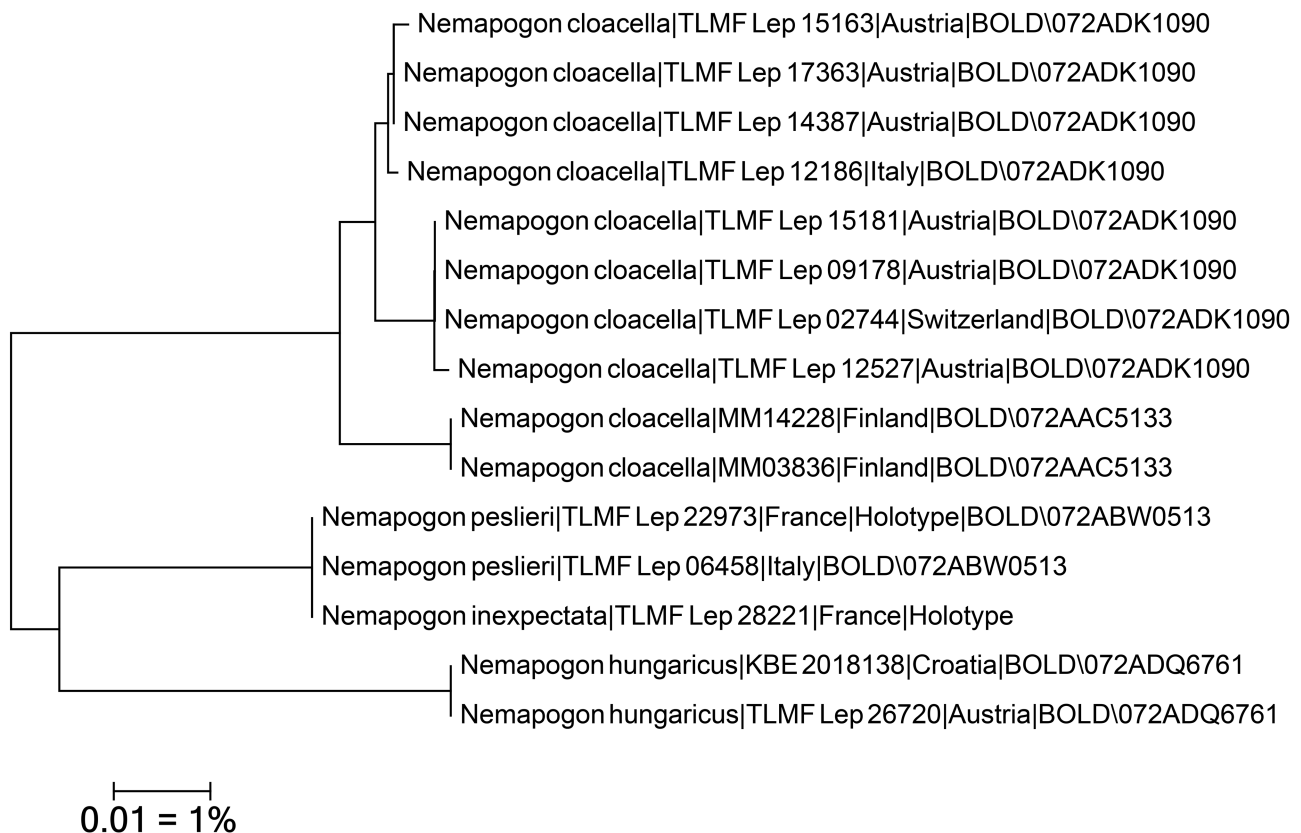 Nemapogon cloacella|TLMF Lep 15163|Austria|BOLD\072ADK1090
Nemapogon cloacella|TLMF Lep 17363|Austria|BOLD\072ADK1090
Nemapogon cloacella|TLMF Lep 14387|Austria|BOLD\072ADK1090
Nemapogon cloacella|TLMF Lep 12186|Italy|BOLD\072ADK1090
Nemapogon cloacella|TLMF Lep 15181|Austria|BOLD\072ADK1090
Nemapogon cloacella|TLMF Lep 09178|Austria|BOLD\072ADK1090
Nemapogon cloacella|TLMF Lep 02744|Switzerland|BOLD\072ADK1090
Nemapogon cloacella|TLMF Lep 12527|Austria|BOLD\072ADK1090
Nemapogon cloacella|MM14228|Finland|BOLD\072AAC5133
Nemapogon cloacella|MM03836|Finland|BOLD\072AAC5133
Nemapogon peslieri|TLMF Lep 22973|France|Holotype|BOLD\072ABW0513
Nemapogon peslieri|TLMF Lep 06458|Italy|BOLD\072ABW0513
Nemapogon inexpectata|TLMF Lep 28221|France|Holotype
Nemapogon hungaricus|KBE 2018138|Croatia|BOLD\072ADQ6761
Nemapogon hungaricus|TLMF Lep 26720|Austria|BOLD\072ADQ6761
0.01 = 1%